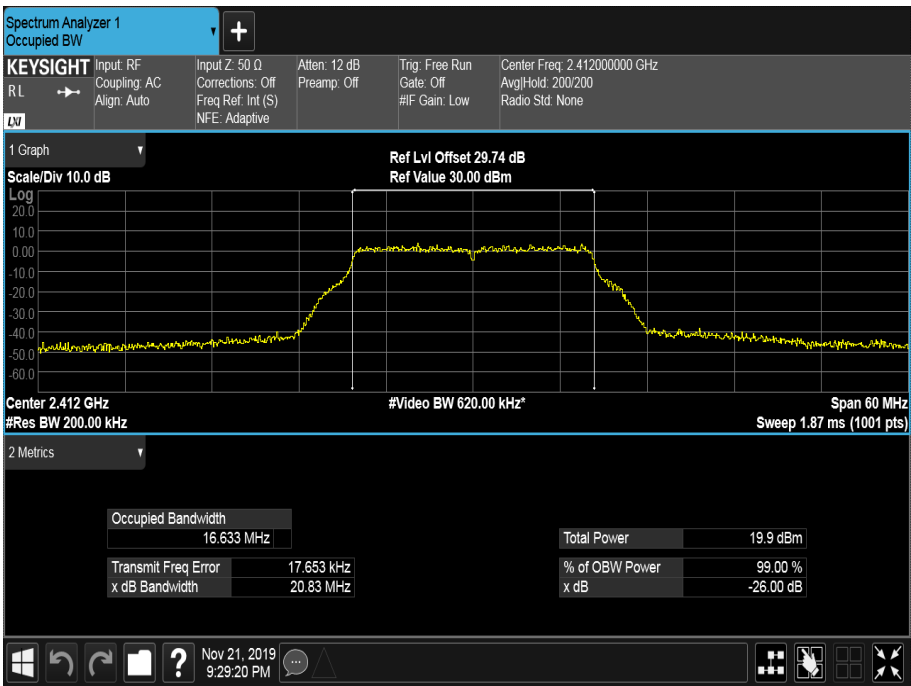 Spectrum Analyzer 1
Occupied BW
+
KEYSIGHT
RL
LXI
Input: RF
Coupling: AC
Align: Auto
Input Z: 50 Ω
Corrections: Off
Freq Ref: Int (S)
NFE: Adaptive
Atten: 12 dB
Preamp: Off
Trig: Free Run
Gate: Off
#IF Gain: Low
Center Freq: 2.412000000 GHz
Avg|Hold: 200/200
Radio Std: None
1 Graph
Scale/Div 10.0 dB
Ref Lvl Offset 29.74 dB
Ref Value 30.00 dBm
Log
20.0
10.0
0.00
-10.0
-20.0
-30.0
-40.0
-50.0
-60.0
Center 2.412 GHz
#Video BW 620.00 kHz*
Span 60 MHz
#Res BW 200.00 kHz
Sweep 1.87 ms (1001 pts)
2 Metrics
Occupied Bandwidth
16.633 MHz
Total Power 19.9 dBm
Transmit Freq Error 17.653 kHz
% of OBW Power 99.00 %
x dB Bandwidth 20.83 MHz
x dB -26.00 dB
?
Nov 21, 2019
9:29:20 PM